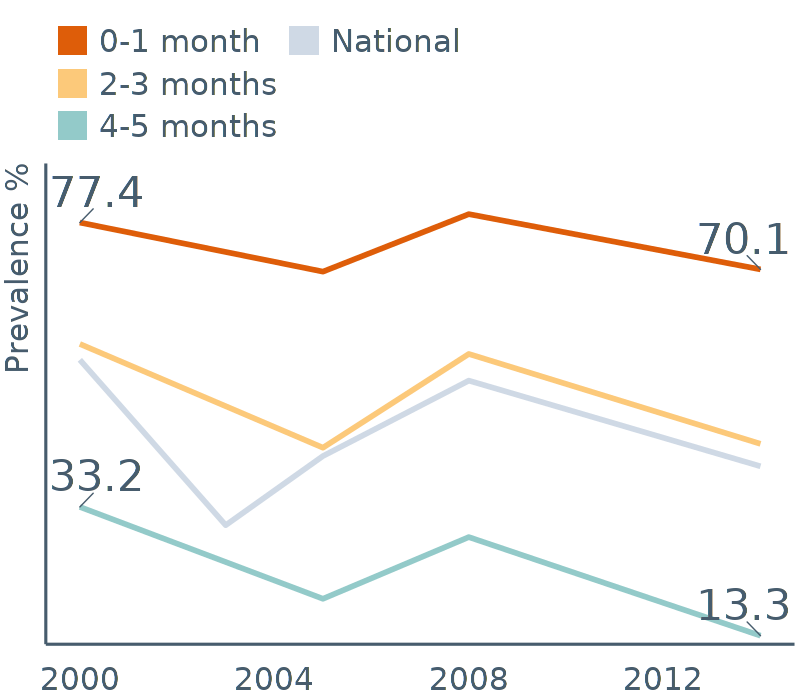 0-1 month
National
2-3 months
4-5 months
Prevalence %
77.4
70.1
33.2
13.3
2000 2004 2008 2012